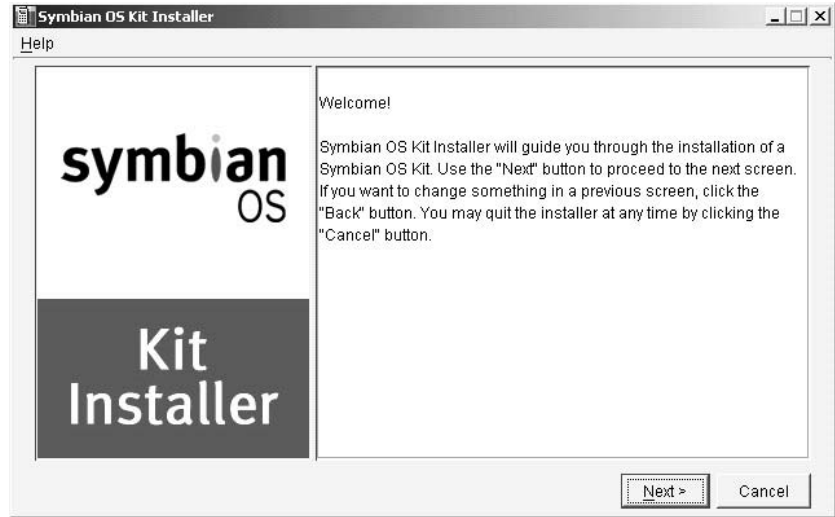 Symbian OS Kit Installer
Help
symbian
OS
Kit
Installer
Welcome!
Symbian OS Kit Installer will guide you through the installation of a
Symbian OS Kit. Use the "Next" button to proceed to the next screen.
If you want to change something in a previous screen, click the
"Back" button. You may quit the installer at any time by clicking the
"Cancel" button.
Next >
Cancel